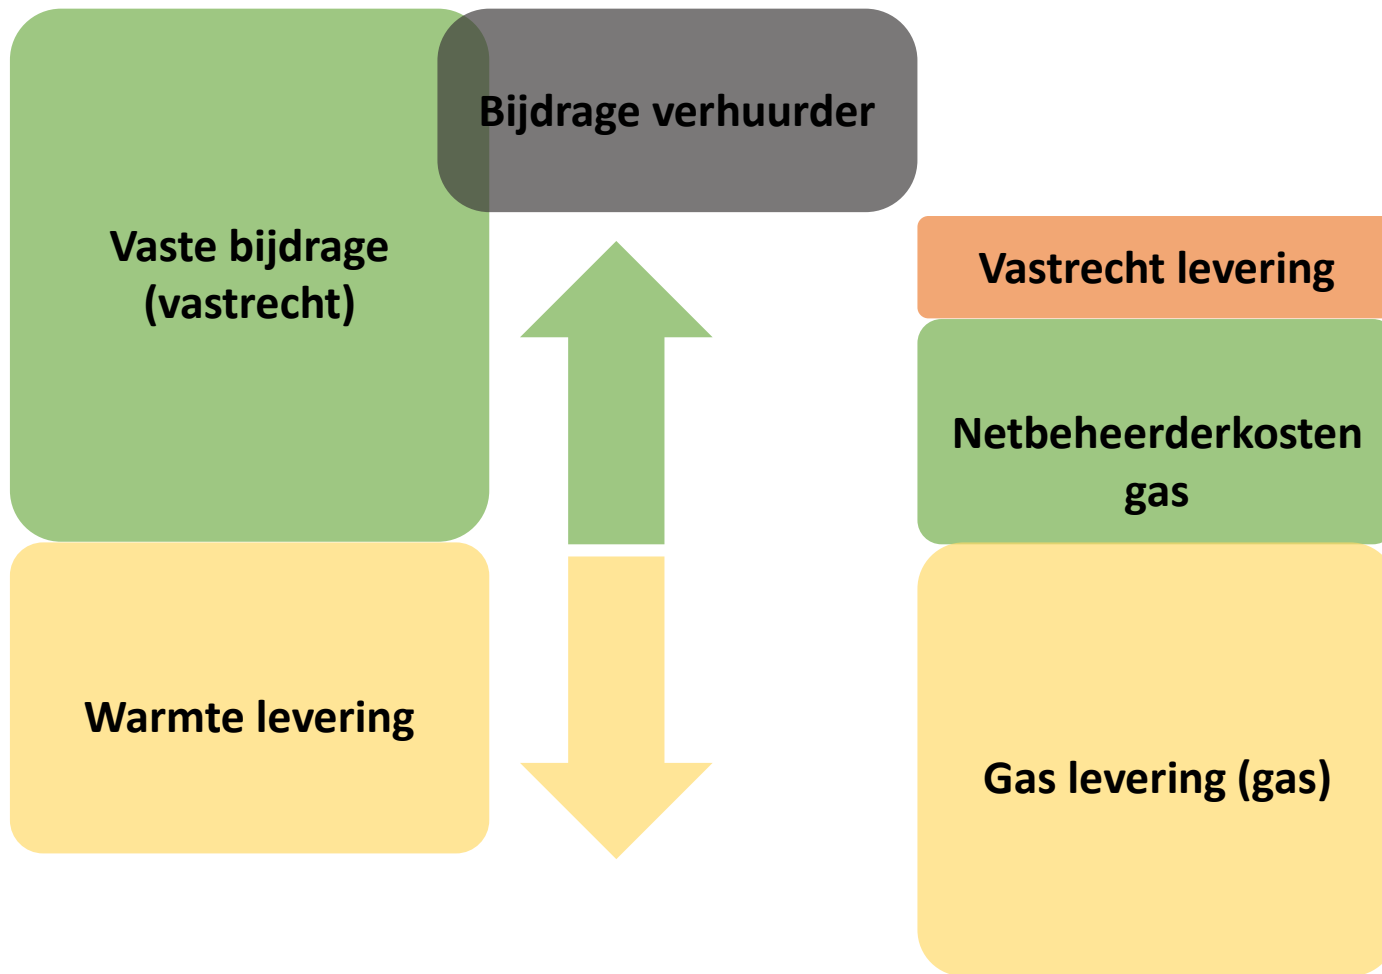 Bijdrage verhuurder
Vaste bijdrage
(vastrecht)
Vastrecht levering
Netbeheerderkosten
gas
Warmte levering
Gas levering (gas)